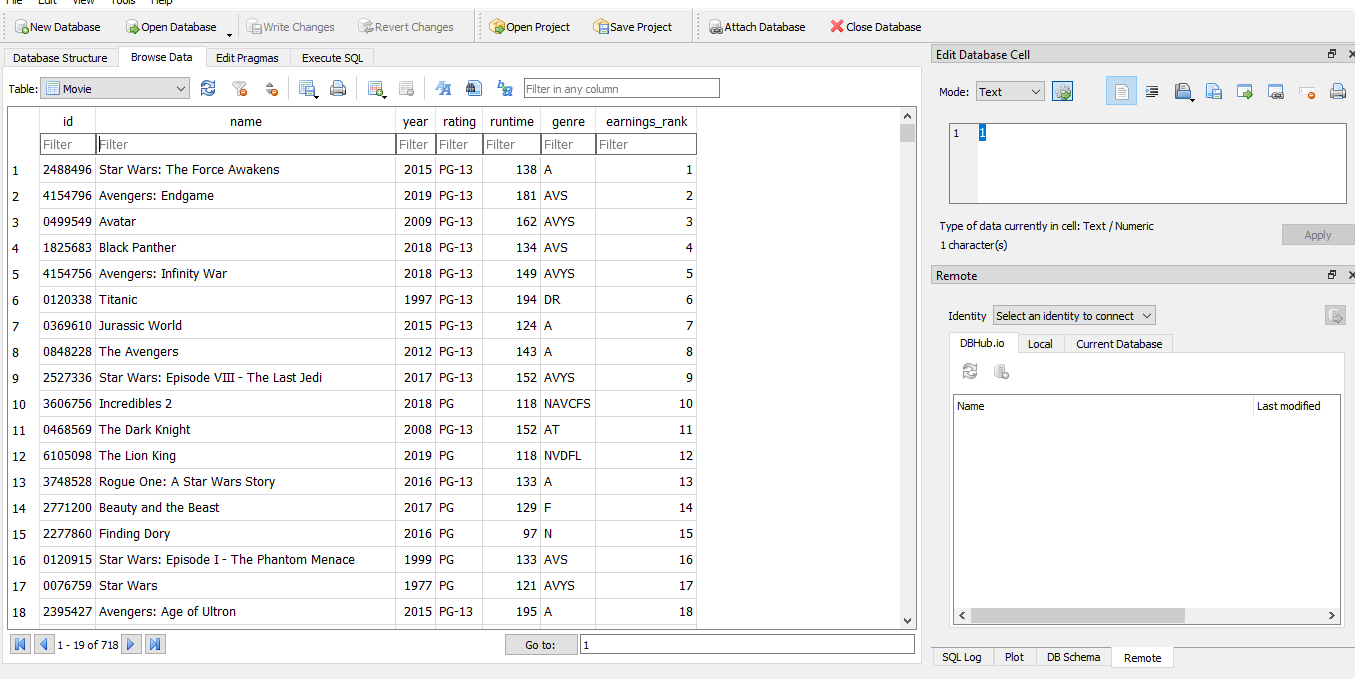 File Edit View Tools Help
New Database Open Database Write Changes Revert Changes Open Project Save Project Attach Database Close Database
Database Structure Browse Data Edit Pragmas Execute SQL
Table: Movie Filter in any column
id name year rating runtime genre earnings_rank
Filter Filter Filter Filter Filter Filter Filter
1 2488496 Star Wars: The Force Awakens 2015 PG-13 138 A 1
2 4154796 Avengers: Endgame 2019 PG-13 181 AVS 2
3 0499549 Avatar 2009 PG-13 162 AVYS 3
4 1825683 Black Panther 2018 PG-13 134 AVS 4
5 4154756 Avengers: Infinity War 2018 PG-13 149 AVYS 5
6 0120338 Titanic 1997 PG-13 194 DR 6
7 0369610 Jurassic World 2015 PG-13 124 A 7
8 0848228 The Avengers 2012 PG-13 143 A 8
9 2527336 Star Wars: Episode VIII - The Last Jedi 2017 PG-13 152 AVYS 9
10 3606756 Incredibles 2 2018 PG 118 NAVCFS 10
11 0468569 The Dark Knight 2008 PG-13 152 AT 11
12 6105098 The Lion King 2019 PG 118 NVDFL 12
13 3748528 Rogue One: A Star Wars Story 2016 PG-13 133 A 13
14 2771200 Beauty and the Beast 2017 PG 129 F 14
15 2277860 Finding Dory 2016 PG 97 N 15
16 0120915 Star Wars: Episode I - The Phantom Menace 1999 PG 133 AVS 16
17 0076759 Star Wars 1977 PG 121 AVYS 17
18 2395427 Avengers: Age of Ultron 2015 PG-13 195 A 18
1 - 19 of 718 Go to: 1
Edit Database Cell
Mode: Text
1 1
Type of data currently in cell: Text / Numeric
1 character(s)
Apply
Remote
Identity Select an identity to connect
DBHub.io Local Current Database
Name Last modified
SQL Log Plot DB Schema Remote